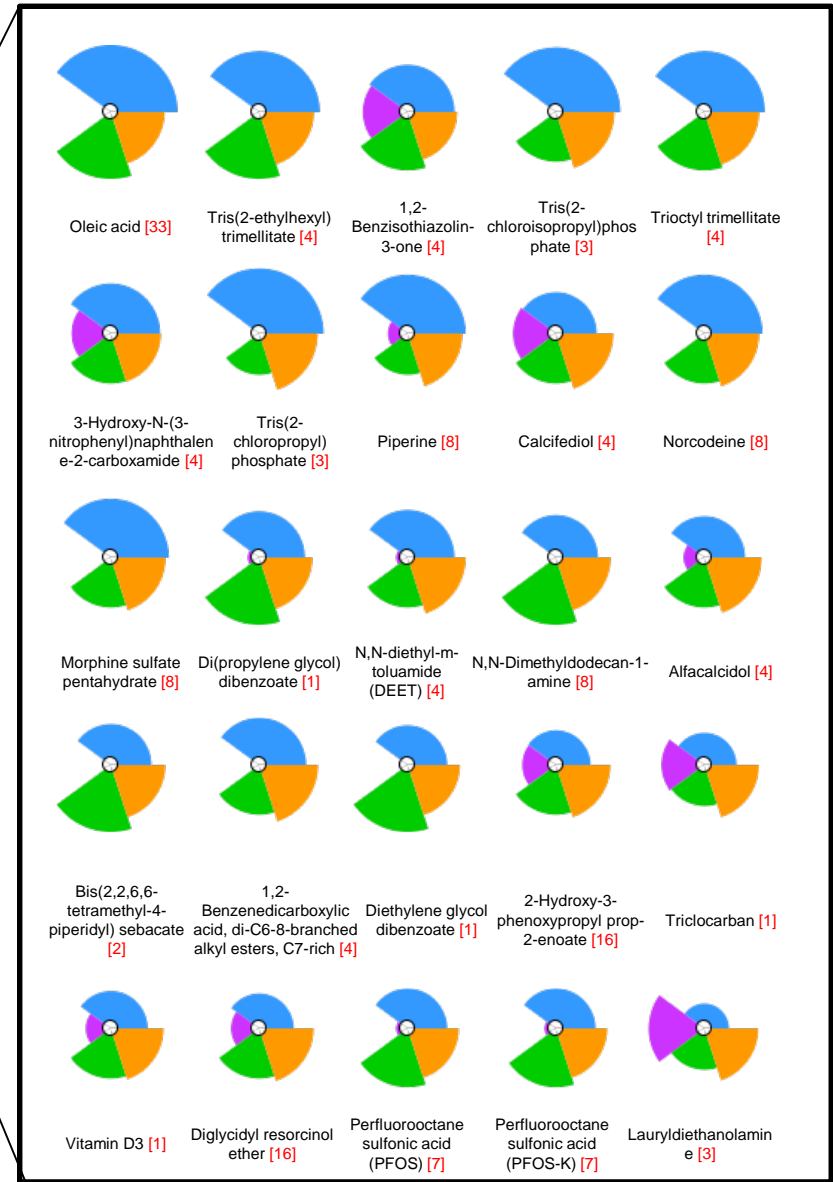 Oleic acid [33]
Tris(2-ethylhexyl)
trimellitate [4]
1,2-
Benzisothiazolin-
3-one [4]
Tris(2-
chloroisopropyl)phos
phate [3]
Trioctyl trimellitate
[4]
3-Hydroxy-N-(3-
nitrophenyl)naphthalen
e-2-carboxamide [4]
Tris(2-
chloropropyl)
phosphate [3]
Piperine [8]
Calcifediol [4]
Norcodeine [8]
Morphine sulfate
pentahydrate [8]
Di(propylene glycol)
dibenzoate [1]
N,N-diethyl-m-
toluamide
(DEET) [4]
N,N-Dimethyldodecan-1-
amine [8]
Alfacalcidol [4]
Bis(2,2,6,6-
tetramethyl-4-
piperidyl) sebacate
[2]
1,2-
Benzenedicarboxylic
acid, di-C6-8-branched
alkyl esters, C7-rich [4]
Diethylene glycol
dibenzoate [1]
2-Hydroxy-3-
phenoxypropyl prop-
2-enoate [16]
Triclocarban [1]
Vitamin D3 [1]
Diglycidyl resorcinol
ether [16]
Perfluorooctane
sulfonic acid
(PFOS) [7]
Perfluorooctane
sulfonic acid
(PFOS-K) [7]
Lauryldiethanolamin
e [3]